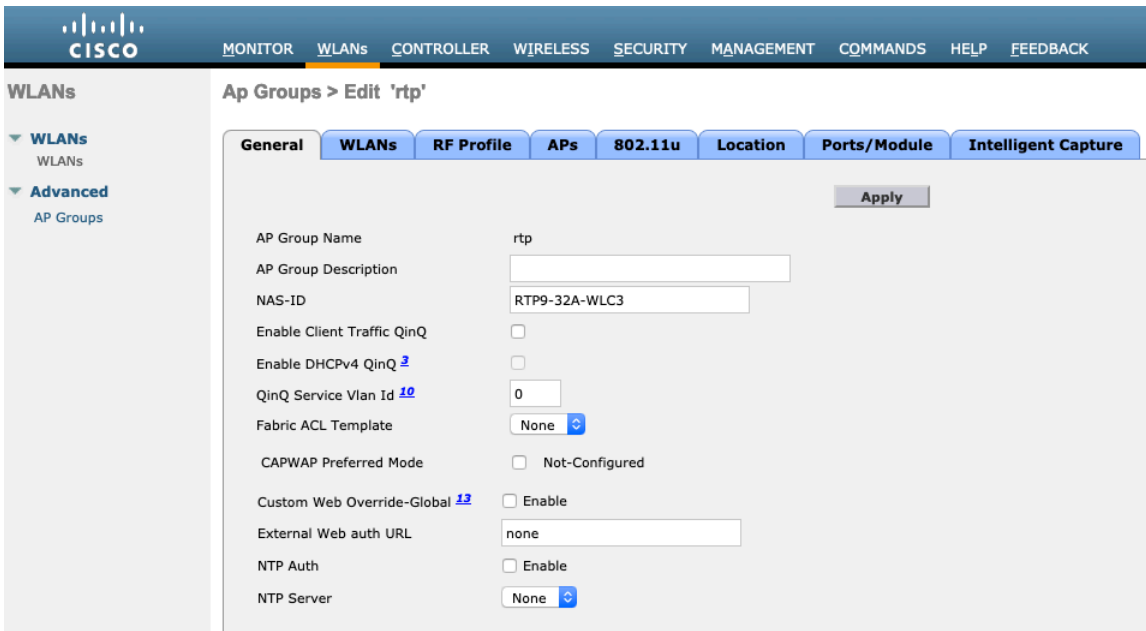 CISCO
MONITOR WLANs CONTROLLER WIRELESS SECURITY MANAGEMENT COMMANDS HELP FEEDBACK
WLANs
Ap Groups > Edit 'rtp'
WLANs
WLANs
Advanced
AP Groups
General WLANs RF Profile APs 802.11u Location Ports/Module Intelligent Capture
Apply
AP Group Name rtp
AP Group Description
NAS-ID RTP9-32A-WLC3
Enable Client Traffic QinQ
Enable DHCPv4 QinQ 3
QinQ Service Vlan Id 10 0
Fabric ACL Template None
CAPWAP Preferred Mode Not-Configured
Custom Web Override-Global 13 Enable
External Web auth URL none
NTP Auth Enable
NTP Server None